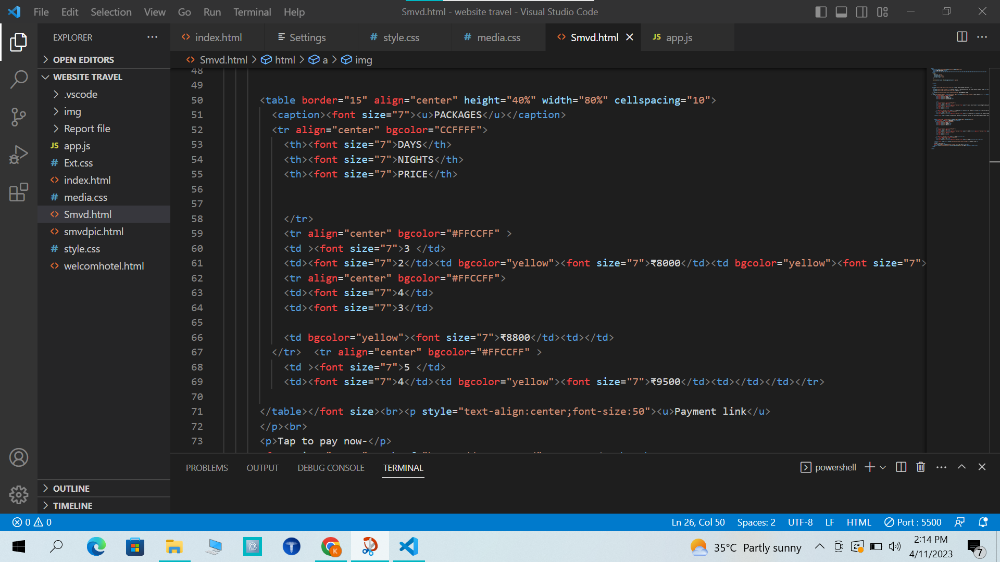 File Edit Selection View Go Run Terminal Help
Smvd.html - website travel - Visual Studio Code
EXPLORER
OPEN EDITORS
WEBSITE TRAVEL
.vscode
img
Report file
JS app.js
# Ext.css
<> index.html
# media.css
<> Smvd.html
<> smvdpic.html
# style.css
<> welcomhotel.html
OUTLINE
TIMELINE
<> index.html Settings # style.css # media.css <> Smvd.html JS app.js
<> Smvd.html > html > a > img
48
49
50 <table border="15" align="center" height="40%" width="80%" cellspacing="10">
51 <caption><font size="7"><u>PACKAGES</u></caption>
52 <tr align="center" bgcolor="CCFFFF">
53 <th><font size="7">DAYS</th>
54 <th><font size="7">NIGHTS</th>
55 <th><font size="7">PRICE</th>
56
57
58 </tr>
59 <tr align="center" bgcolor="#FFCCFF" >
60 <td ><font size="7">3 </td>
61 <td><font size="7">2</td><td bgcolor="yellow"><font size="7">₹8000</td><td bgcolor="yellow"><font size="7">
62 <tr align="center" bgcolor="#FFCCFF">
63 <td><font size="7">4</td>
64 <td><font size="7">3</td>
65
66 <td bgcolor="yellow"><font size="7">₹8800</td><td></td>
67 </tr> <tr align="center" bgcolor="#FFCCFF" >
68 <td ><font size="7">5 </td>
69 <td><font size="7">4</td><td bgcolor="yellow"><font size="7">₹9500</td><td></td></td></tr>
70
71 </table></font size><br><p style="text-align:center;font-size:50"><u>Payment link</u>
72 </p><br>
73 <p>Tap to pay now-</p>
PROBLEMS OUTPUT DEBUG CONSOLE TERMINAL
powershell
0 0
Ln 26, Col 50 Spaces: 2 UTF-8 LF HTML Port : 5500
T
K
35°C Partly sunny
2:14 PM
4/11/2023
7